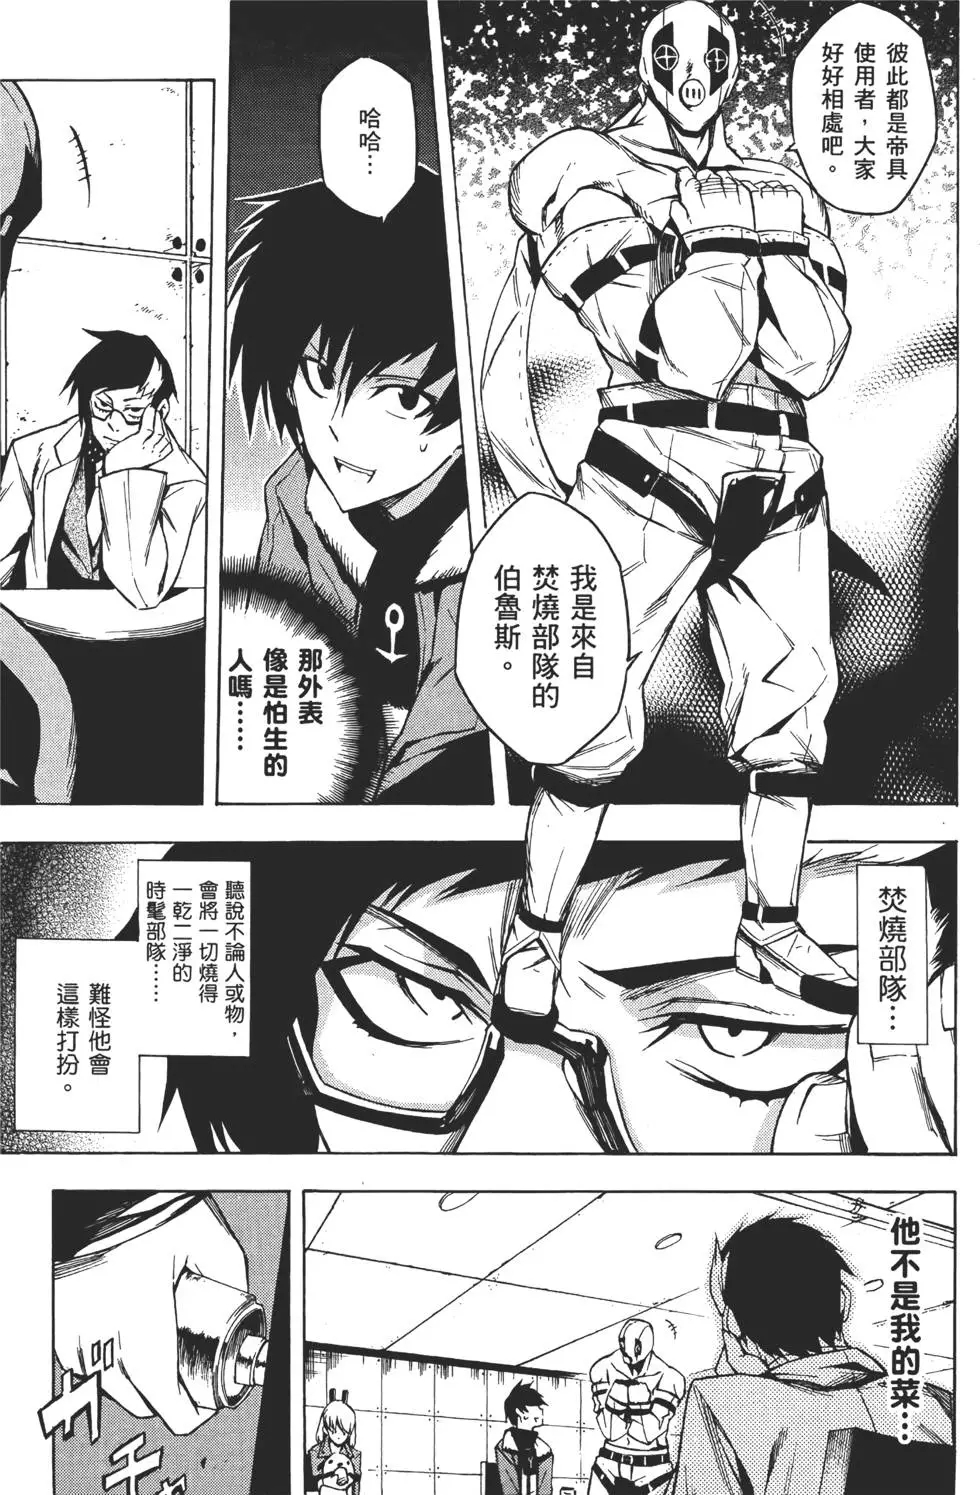 彼此都是帝具
使用者，大家
好好相處吧。
我是來自
焚燒部隊的
伯魯斯。
哈哈…
那外表
像是怕生的
人嗎……
焚燒部隊…
聽說不論人或物，
會將一切燒得
一乾二淨的
時髦部隊……
難怪他會
這樣打扮。
他不是我的菜…
ガチャ